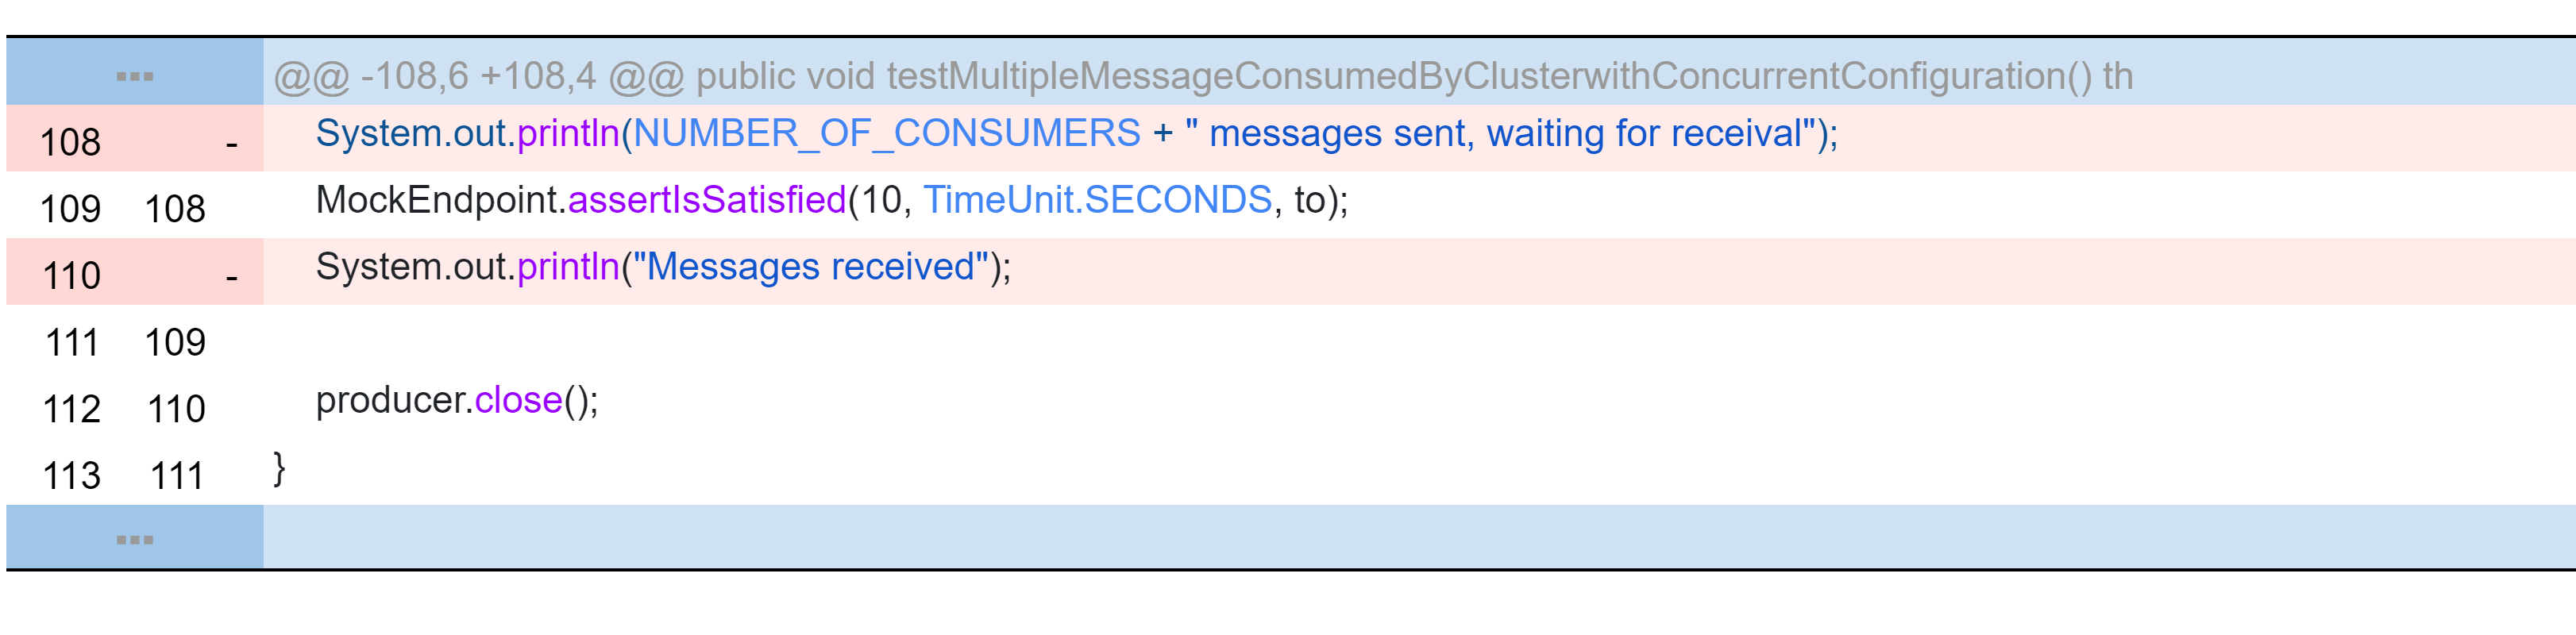 ... @@ -108,6 +108,4 @@ public void testMultipleMessageConsumedByClusterwithConcurrentConfiguration() th
108 - System.out.println(NUMBER_OF_CONSUMERS + " messages sent, waiting for receival");
109 108 MockEndpoint.assertIsSatisfied(10, TimeUnit.SECONDS, to);
110 - System.out.println("Messages received");
111 109
112 110 producer.close();
113 111 }
...